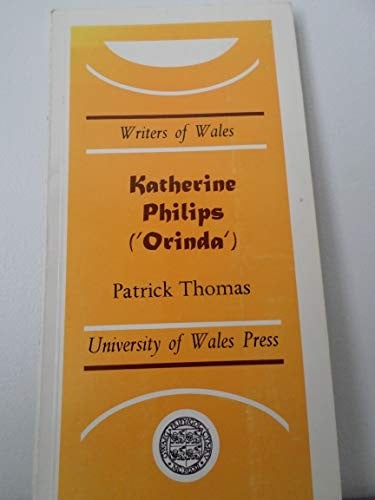 Writers of Wales
Katherine
Philips
('Orinda')
Patrick Thomas
University of Wales Press